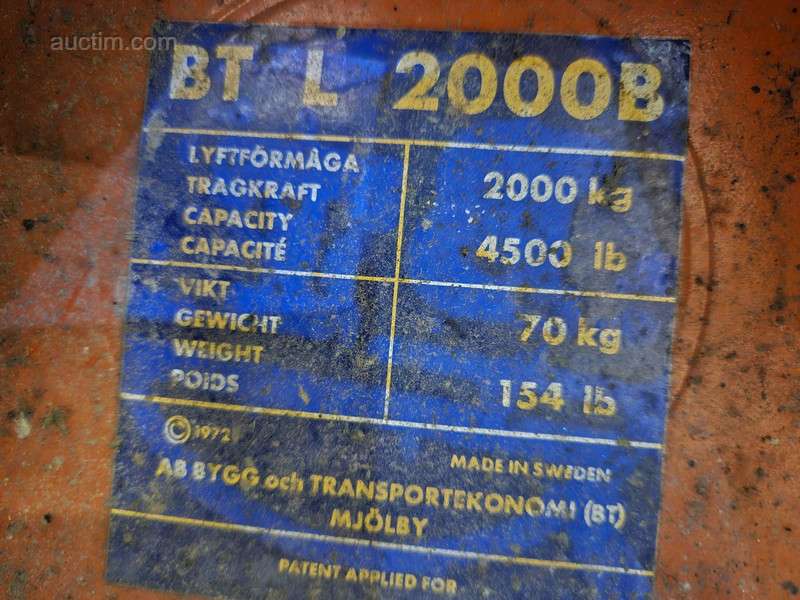 auctim.com
BT L 2000B
LYFTFÖRMÅGA
TRAGKRAFT
CAPACITY
CAPACITÉ
2000 kg
4500 lb
VIKT
GEWICHT
WEIGHT
POIDS
70 kg
154 lb
© 1972
MADE IN SWEDEN
AB BYGG och TRANSPORTEKONOMI (BT)
MJÖLBY
PATENT APPLIED FOR